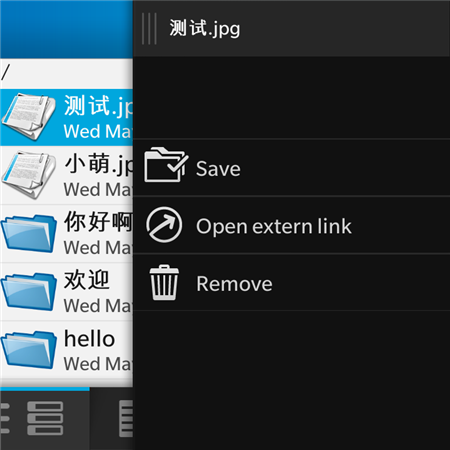 测试.jpg
/
测试.jp
Wed Ma
小萌.jp
Wed Ma
你好啊
Wed Ma
欢迎
Wed Ma
hello
Wed Ma
Save
Open extern link
Remove